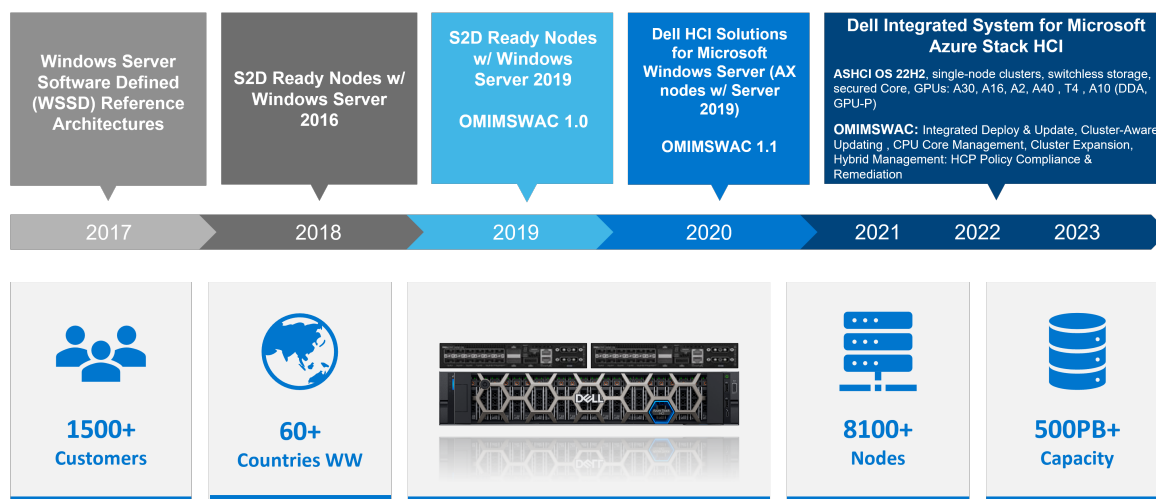 Windows Server
Software Defined
(WSSD) Reference
Architectures
S2D Ready Nodes w/
Windows Server
2016
S2D Ready Nodes
w/ Windows
Server 2019
OMIMSWAC 1.0
Dell HCI Solutions
for Microsoft
Windows Server (AX
nodes w/ Server
2019)
OMIMSWAC 1.1
Dell Integrated System for Microsoft
Azure Stack HCI
ASHCI OS 22H2, single-node clusters, switchless storage,
secured Core, GPUs: A30, A16, A2, A40 , T4 , A10 (DDA,
GPU-P)
OMIMSWAC: Integrated Deploy & Update, Cluster-Aware
Updating , CPU Core Management, Cluster Expansion,
Hybrid Management: HCP Policy Compliance &
Remediation
2017
2018
2019
2020
2021
2022
2023
1500+
Customers
60+
Countries WW
DELL
8100+
Nodes
500PB+
Capacity